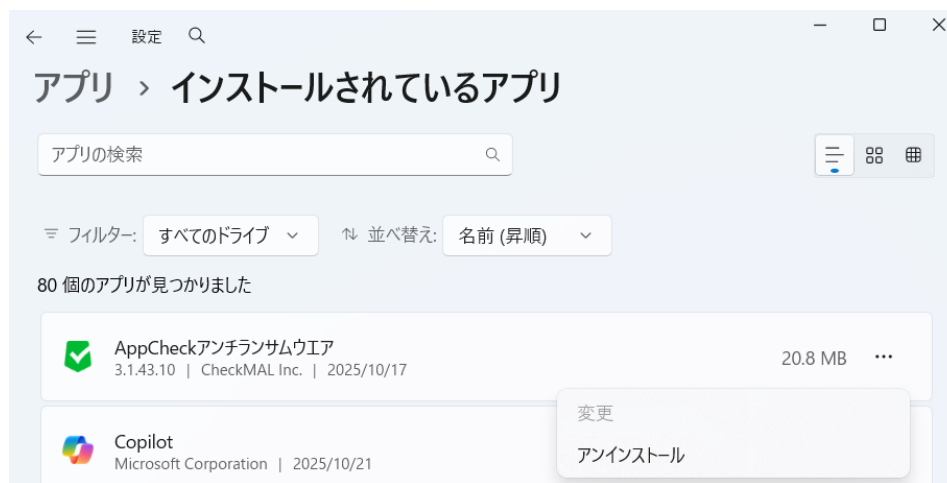 設定
アプリ › インストールされているアプリ
アプリの検索
フィルター: すべてのドライブ 並べ替え: 名前 (昇順)
80 個のアプリが見つかりました
AppCheckアンチランサムウエア
3.1.43.10 | CheckMAL Inc. | 2025/10/17
20.8 MB
変更
アンインストール
Copilot
Microsoft Corporation | 2025/10/21